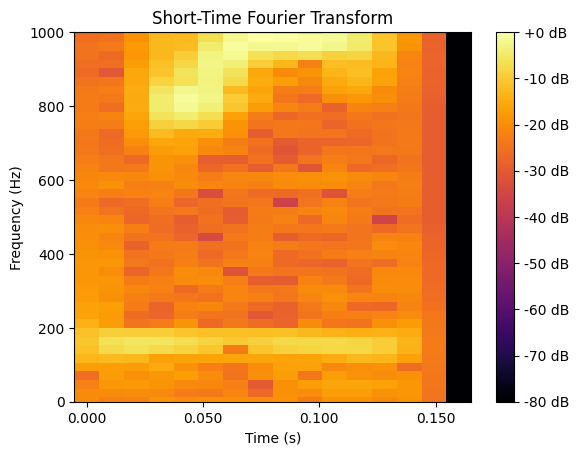 Short-Time Fourier Transform
1000
800
600
400
200
0
Frequency (Hz)
0.000
0.050
0.100
0.150
Time (s)
+0 dB
-10 dB
-20 dB
-30 dB
-40 dB
-50 dB
-60 dB
-70 dB
-80 dB